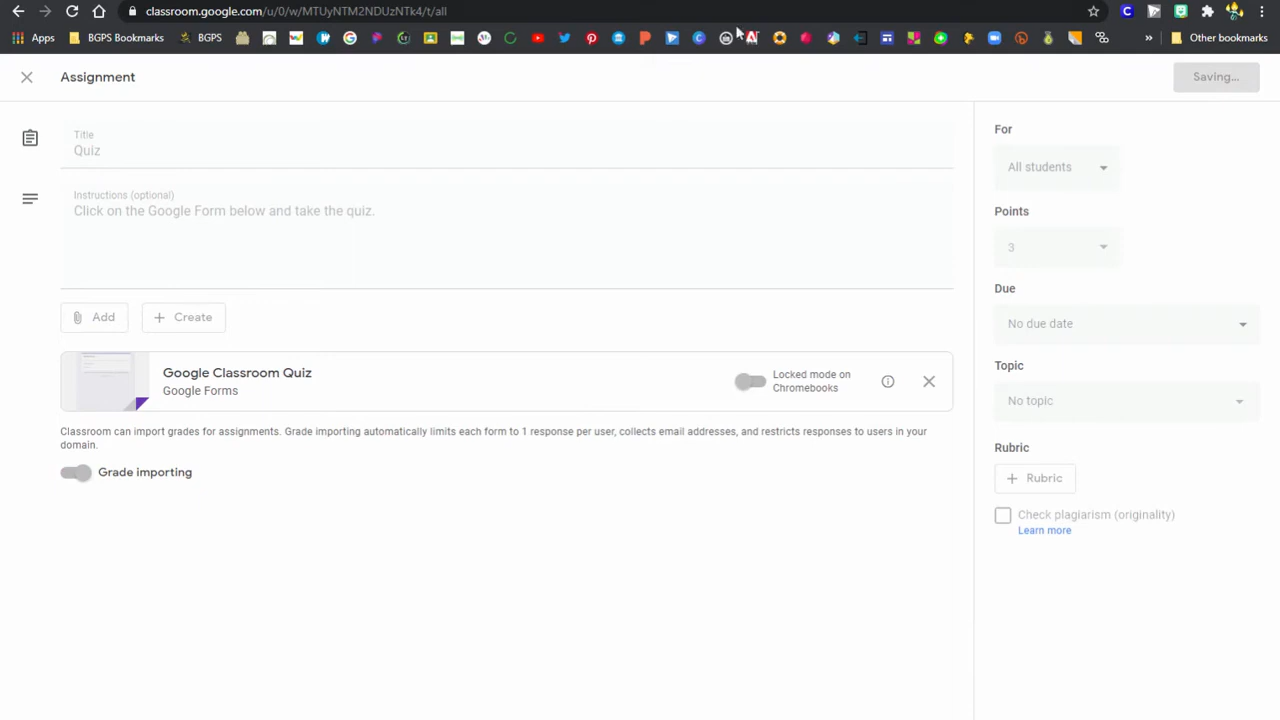 classroom.google.com/u/0/w/MTUyNTM2NDUzNTk4/t/all
Apps BGPS Bookmarks BGPS » Other bookmarks
Assignment
Saving...
Title
Quiz
Instructions (optional)
Click on the Google Form below and take the quiz.
Add
Create
Google Classroom Quiz
Google Forms
Locked mode on
Chromebooks
Classroom can import grades for assignments. Grade importing automatically limits each form to 1 response per user, collects email addresses, and restricts responses to users in your
domain.
Grade importing
For
All students
Points
3
Due
No due date
Topic
No topic
Rubric
Rubric
Check plagiarism (originality)
Learn more